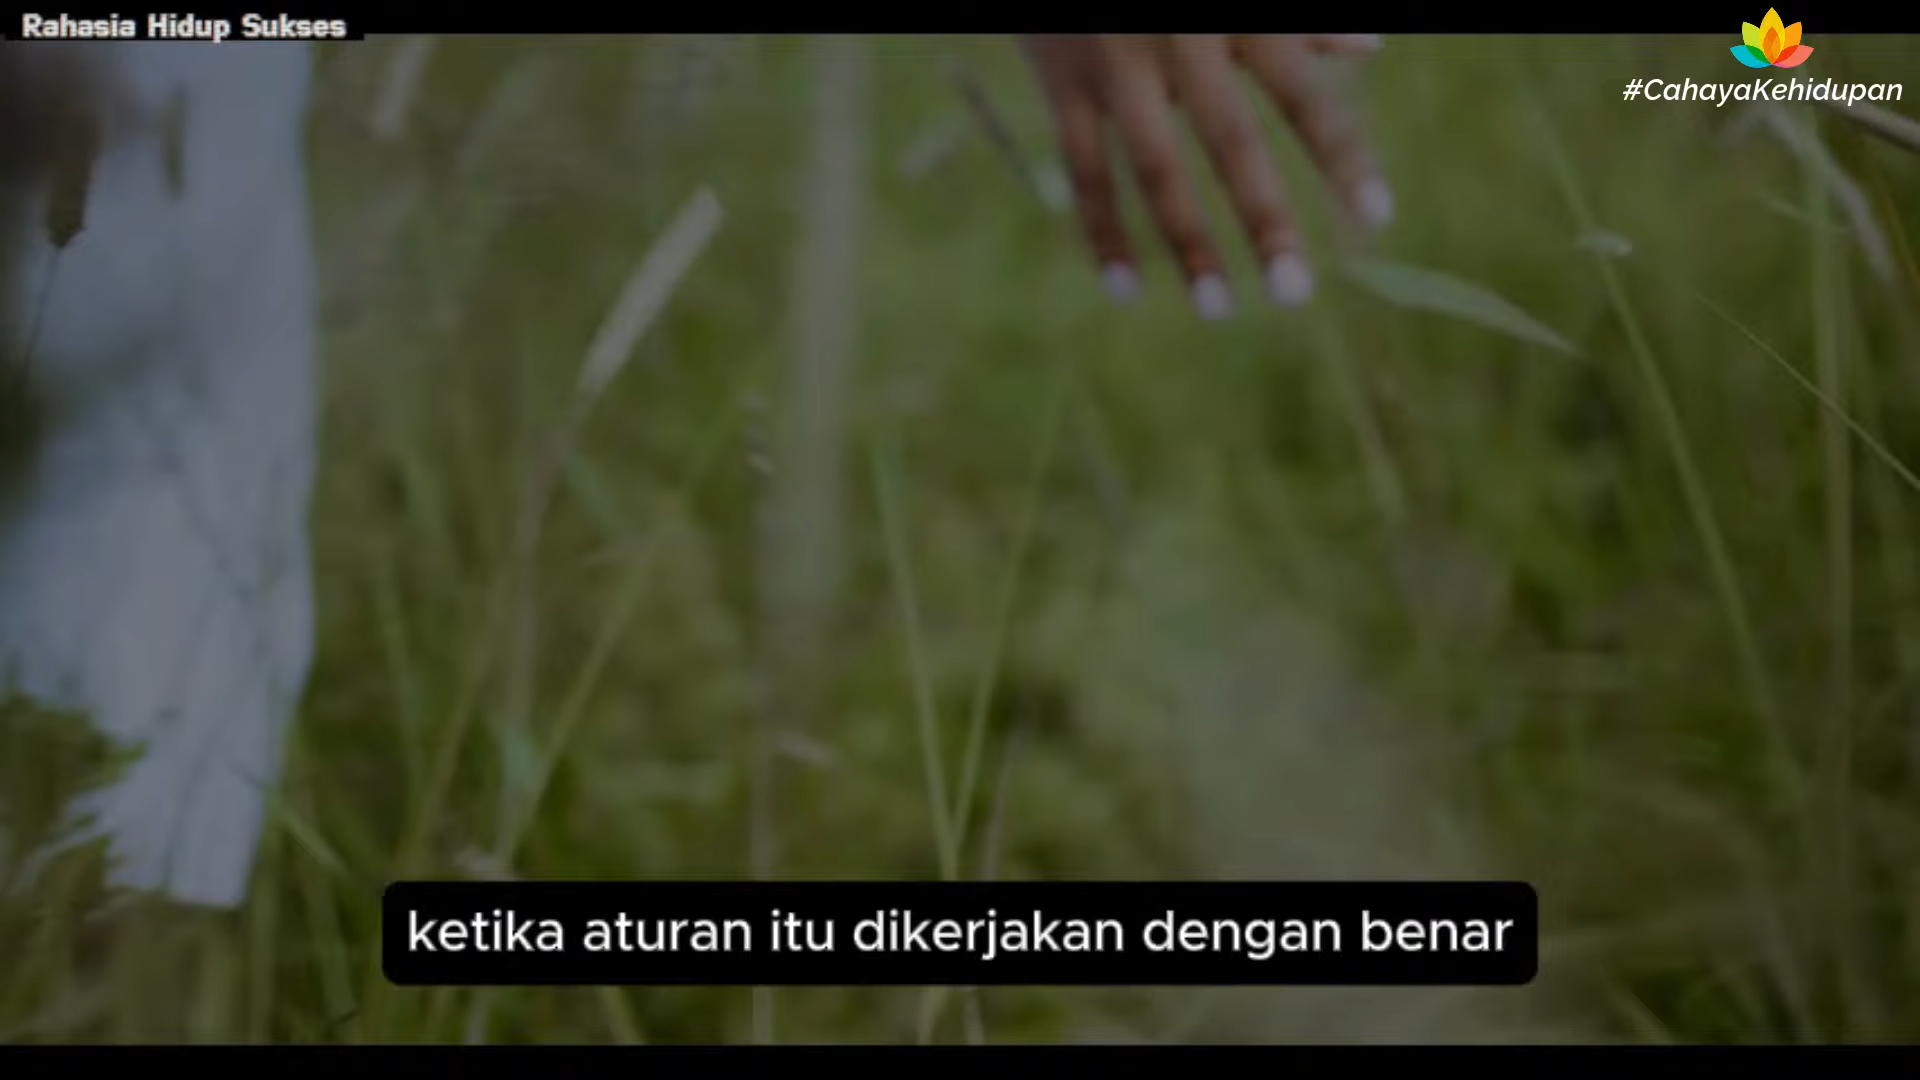 Rahasia Hidup Sukses
#CahayaKehidupan
ketika aturan itu dikerjakan dengan benar